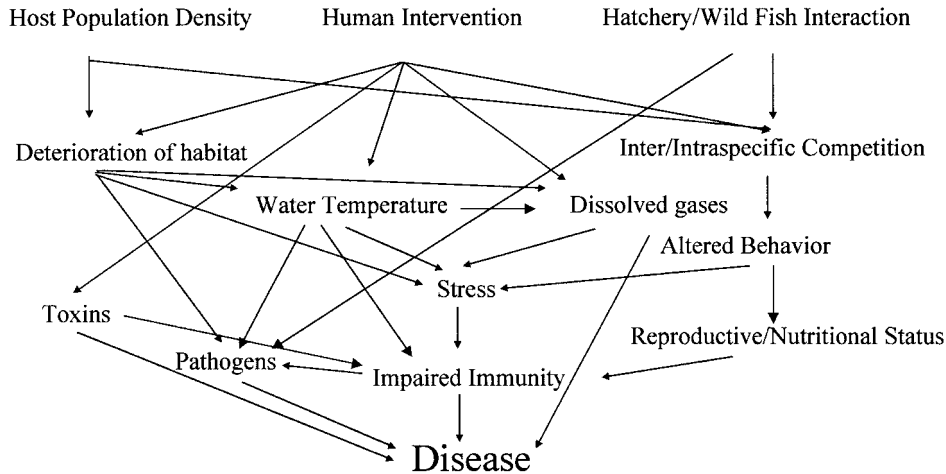 Host Population Density
Human Intervention
Hatchery/Wild Fish Interaction
Deterioration of habitat
Inter/Intraspecific Competition
Water Temperature
Dissolved gases
Altered Behavior
Stress
Toxins
Reproductive/Nutritional Status
Pathogens
Impaired Immunity
Disease